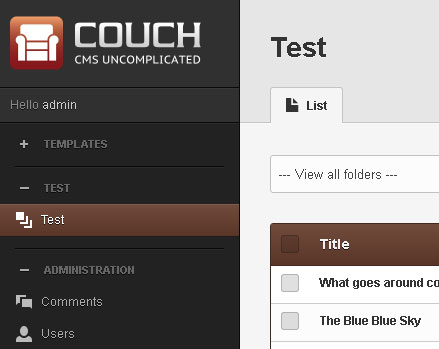 COUCH
CMS UNCOMPLICATED
Hello admin
TEMPLATES
TEST
Test
ADMINISTRATION
Comments
Users
Test
List
--- View all folders ---
Title
What goes around
The Blue Blue Sky